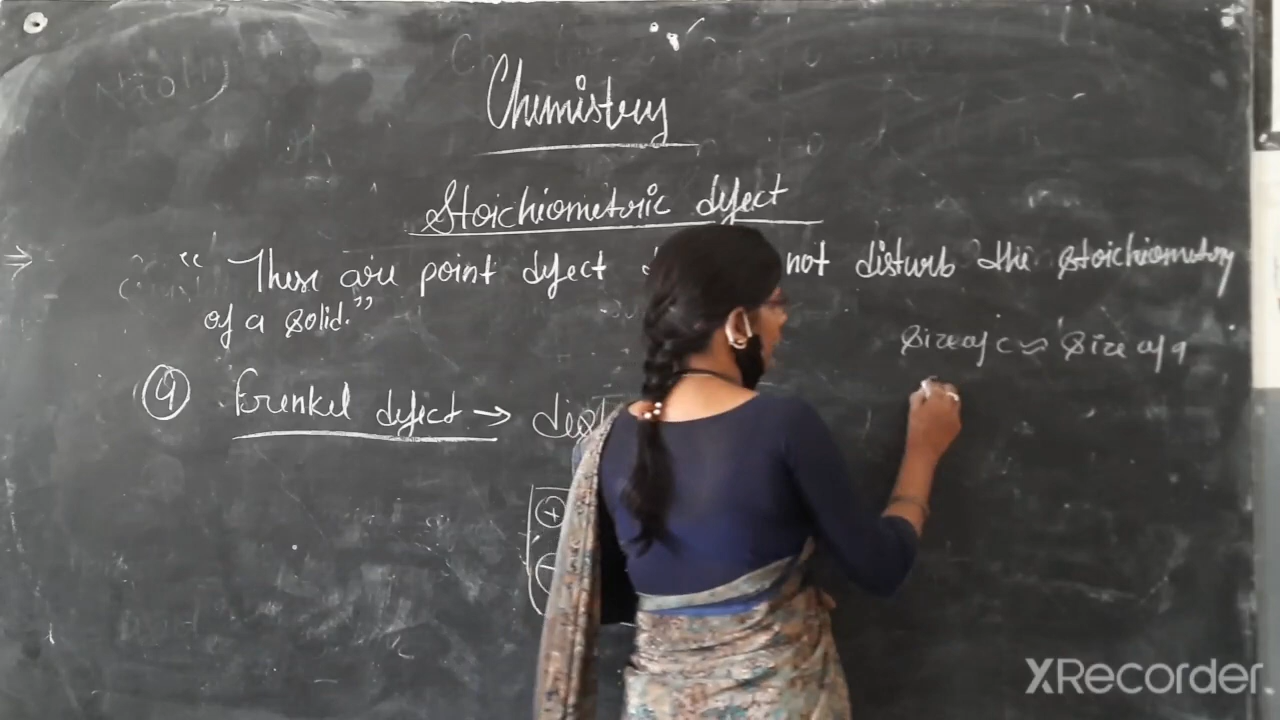 Chemistry
Stoichiometric defect
⇒ " These are point defect not disturb the stoichiometry
of a solid."
Size of c ≈ Size of a
Frenkel defect →
XRecorder